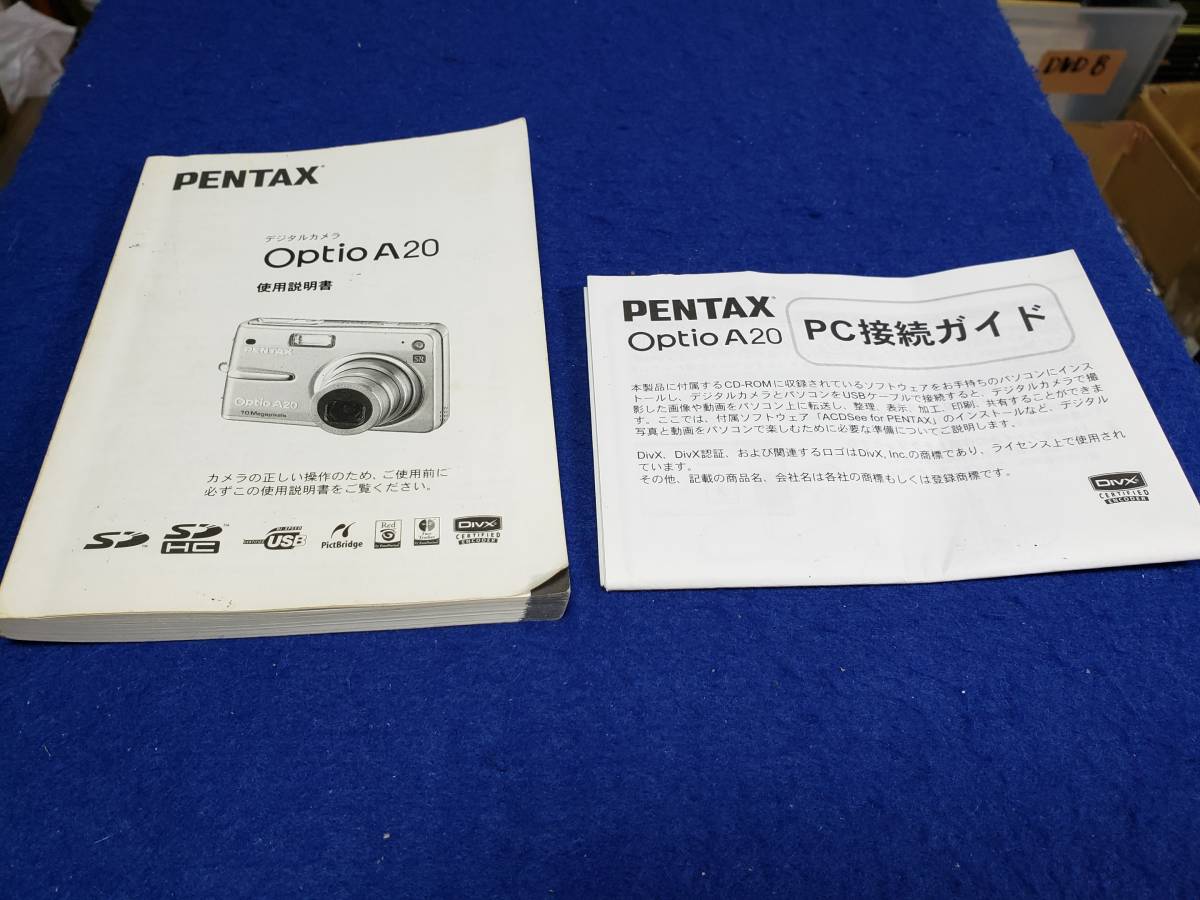 PENTAX
デジタルカメラ
Optio A20
使用説明書
PENTAX
SR
Optio A20
10 Megapixels
カメラの正しい操作のため、ご使用前に
必ずこの使用説明書をご覧ください。
SD
SD
HC
HI-SPEED
CERTIFIED
USB
PictBridge
Red
DIVX
CERTIFIED
ENCODER
PENTAX
Optio A20
PC接続ガイド
本製品に付属するCD-ROMに収録されているソフトウェアをお手持ちのパソコンにインス
トールし、デジタルカメラとパソコンをUSBケーブルで接続すると、デジタルカメラで撮
影した画像や動画をパソコン上に転送し、整理、表示、加工、印刷、共有することができま
す。ここでは、付属ソフトウェア「ACDSee for PENTAX」のインストールなど、デジタル
写真と動画をパソコンで楽しむために必要な準備についてご説明します。
DivX、DivX認証、および関連するロゴはDivX, Inc.の商標であり、ライセンス上で使用され
ています。
その他、記載の商品名、会社名は各社の商標もしくは登録商標です。
DIVX
CERTIFIED
ENCODER
DVD B